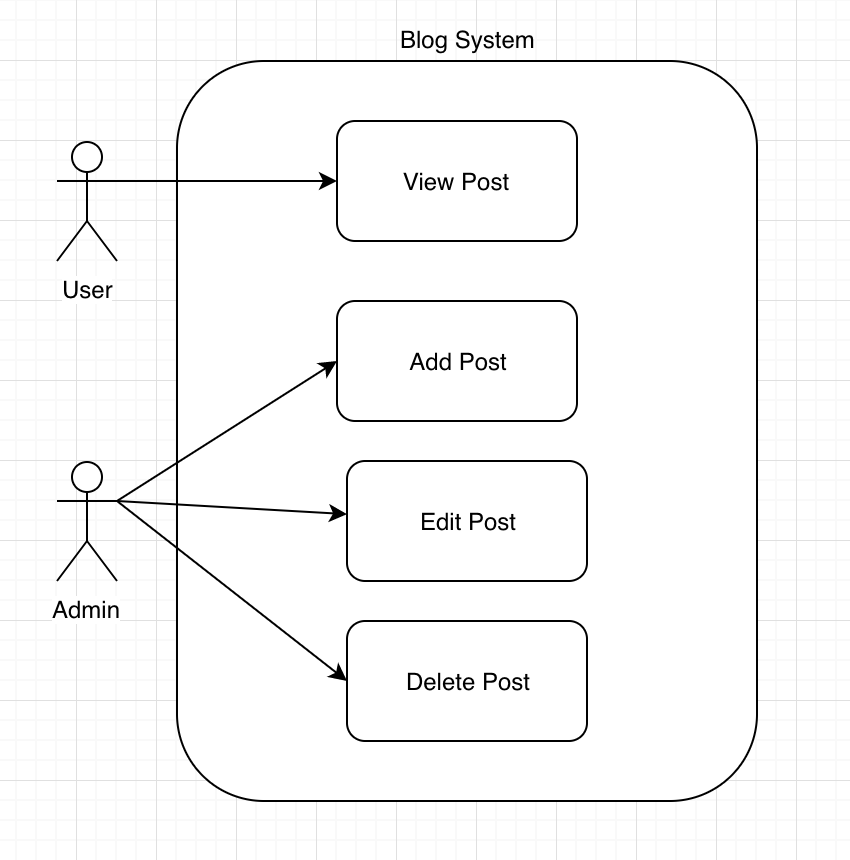 Blog System
View Post
User
Add Post
Edit Post
Admin
Delete Post